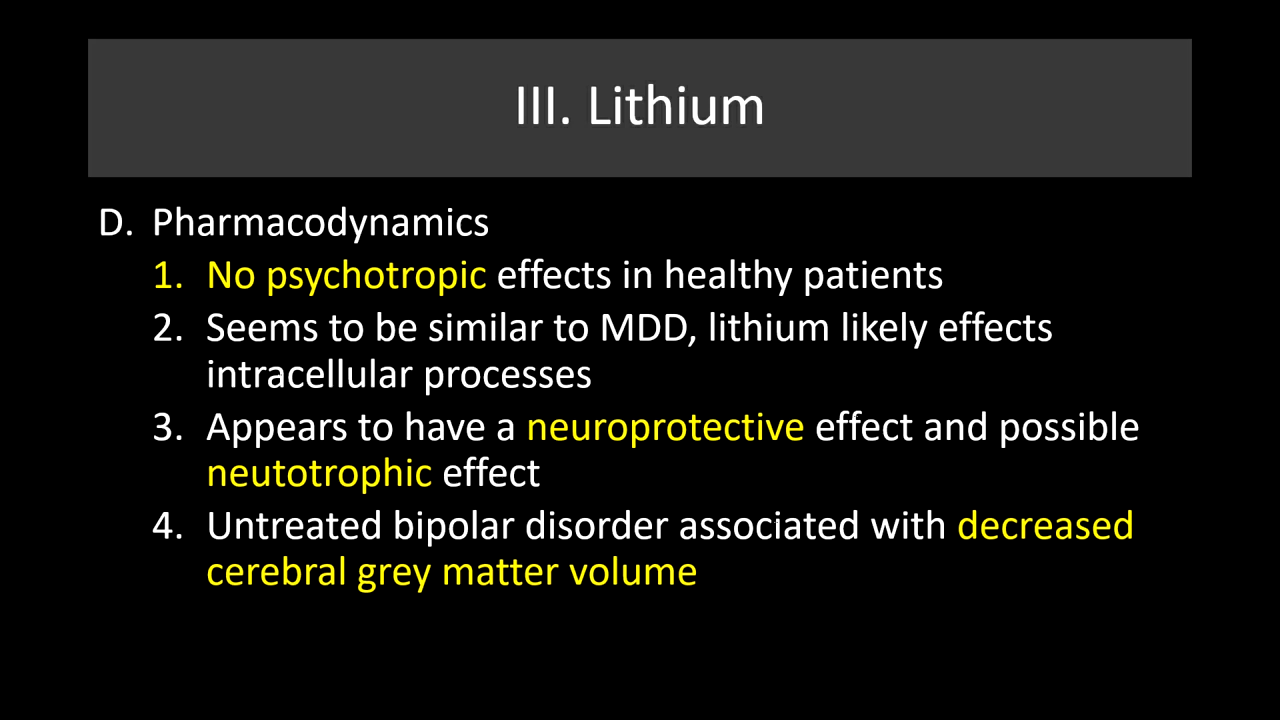 III. Lithium
D. Pharmacodynamics
1. No psychotropic effects in healthy patients
2. Seems to be similar to MDD, lithium likely effects
intracellular processes
3. Appears to have a neuroprotective effect and possible
neutotrophic effect
4. Untreated bipolar disorder associated with decreased
cerebral grey matter volume